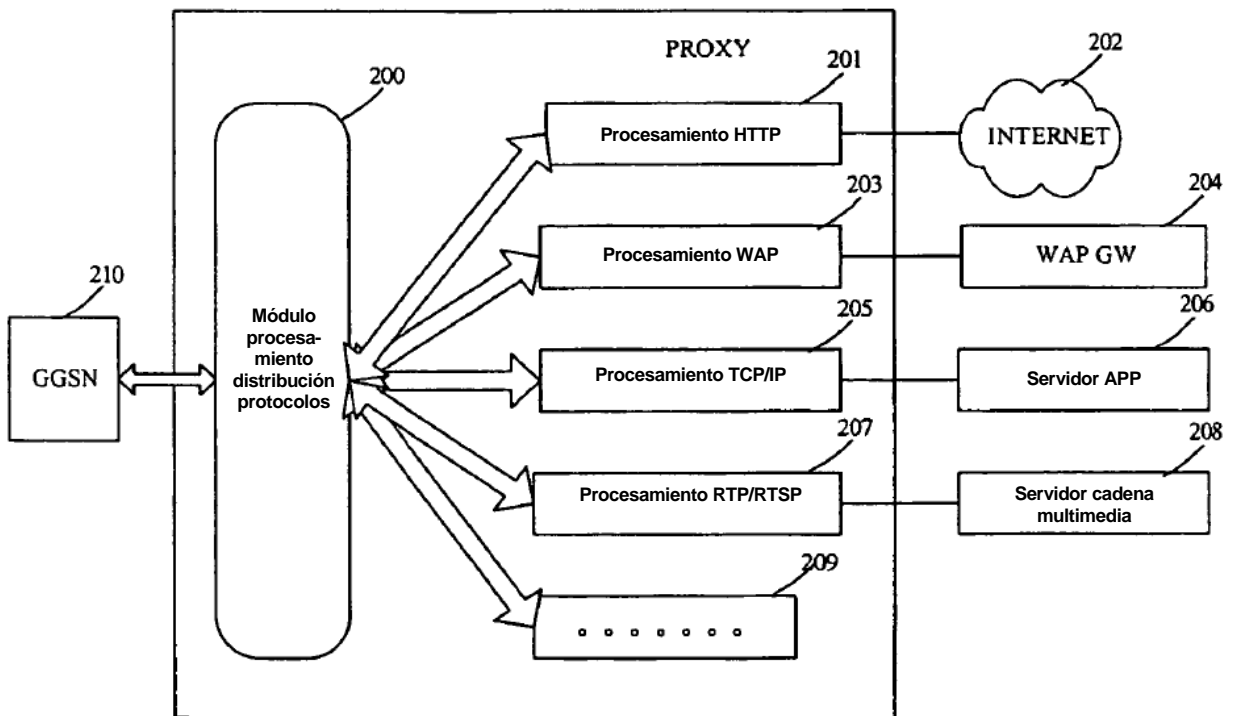 PROXY
200
201
202
Procesamiento HTTP
INTERNET
203
204
Procesamiento WAP
WAP GW
210
GGSN
Módulo
procesa-
miento
distribución
protocolos
205
206
Procesamiento TCP/IP
Servidor APP
207
208
Procesamiento RTP/RTSP
Servidor cadena
multimedia
209